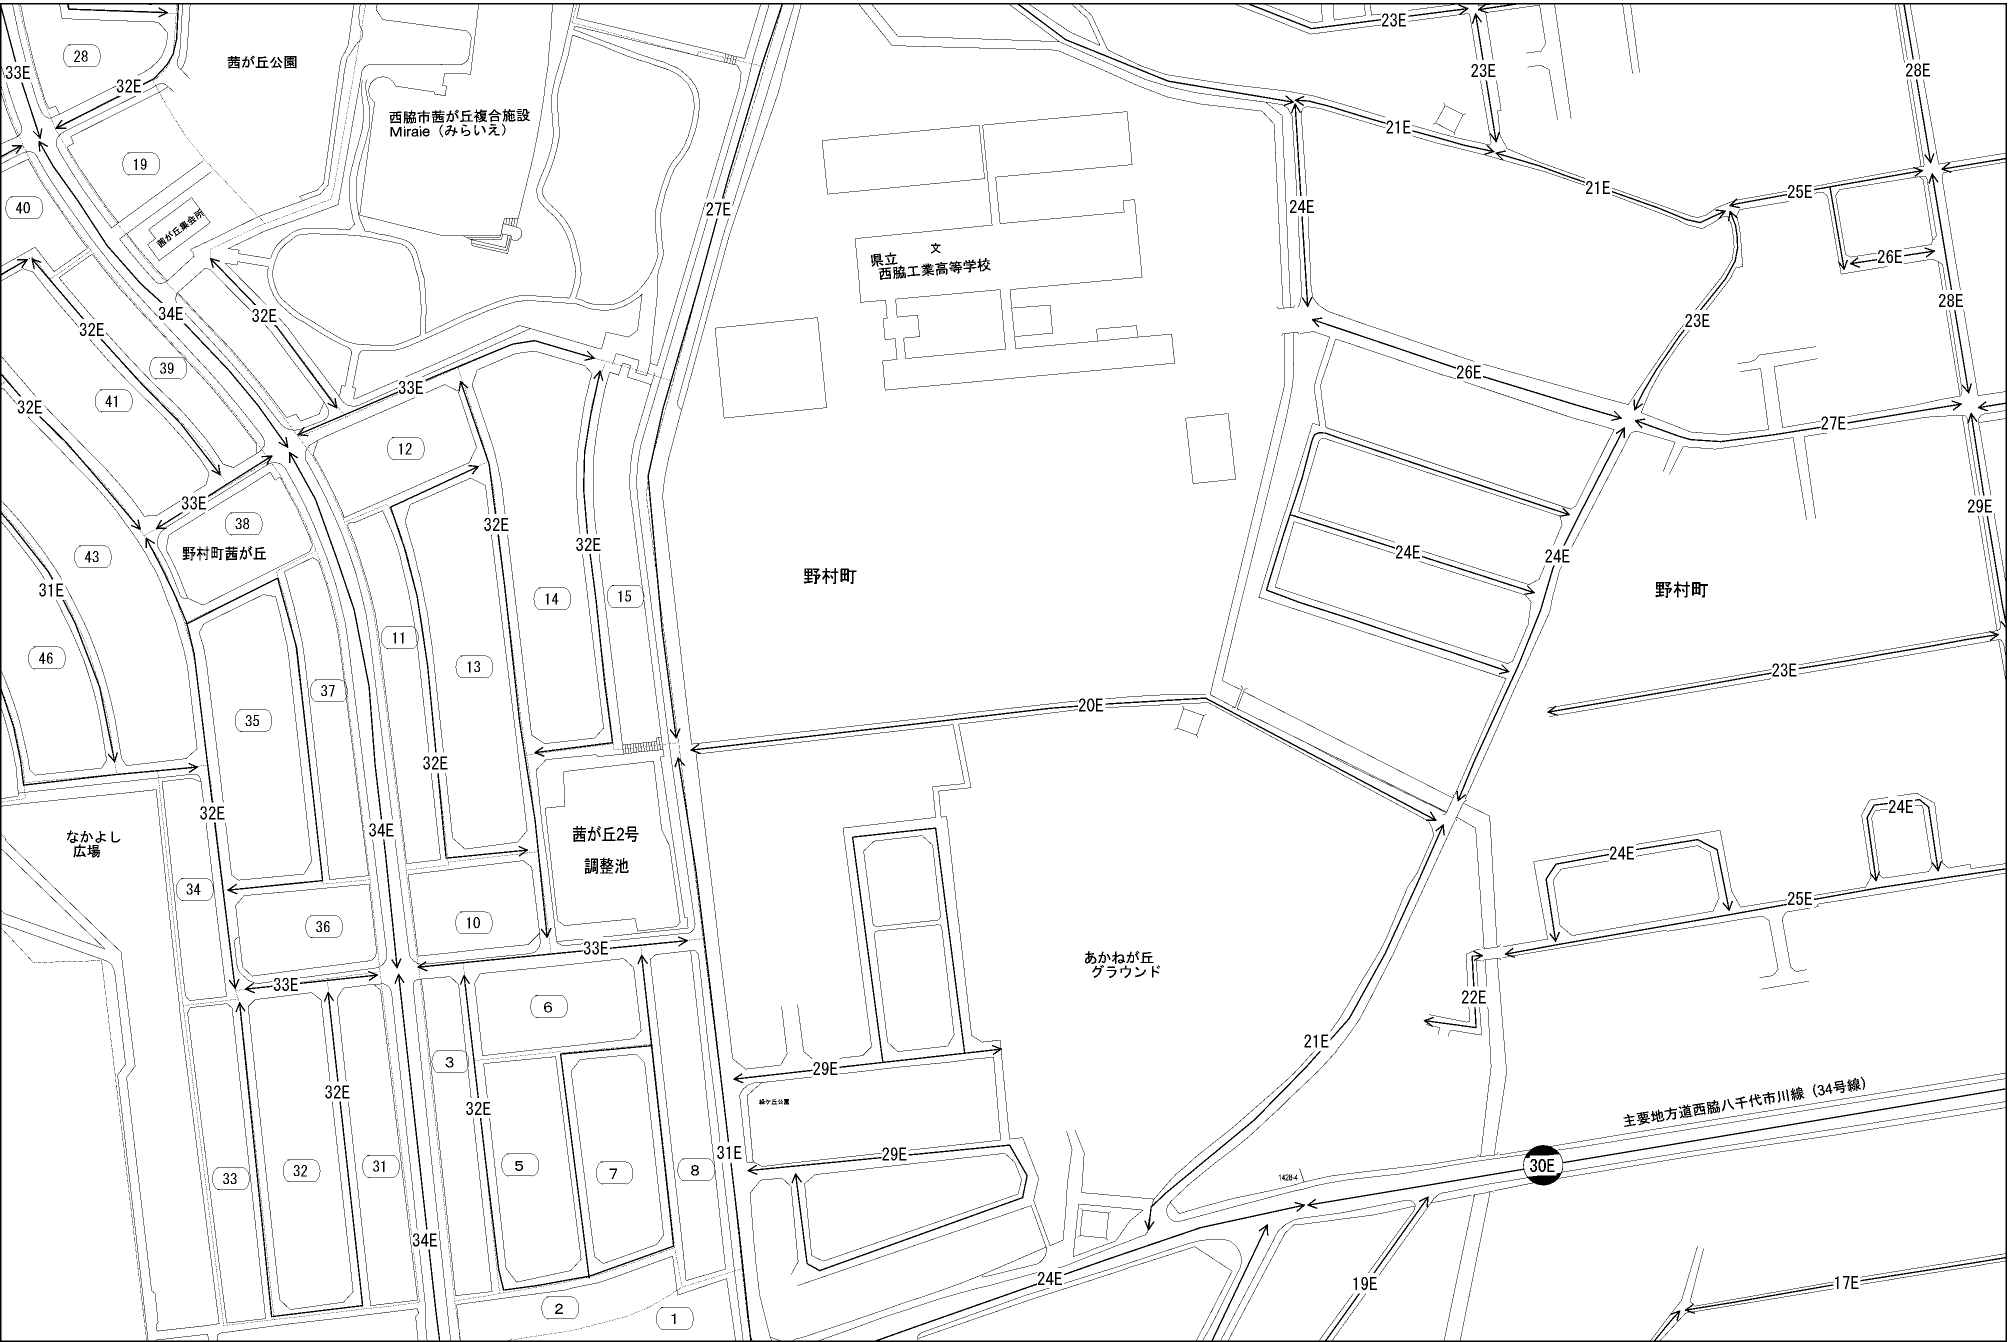 23E
28
33E
32E
茜が丘公園
23E
28E
西脇市茜が丘複合施設
Miraie（みらいえ）
21E
19
21E
25E
40
茜が丘集会所
27E
24E
県立
文
西脇工業高等学校
26E
28E
34E
32E
32E
23E
39
33E
26E
41
32E
12
27E
33E
38
野村町茜が丘
32E
29E
43
32E
24E
24E
31E
野村町
野村町
14
15
11
46
13
37
35
23E
20E
32E
32E
34E
なかよし
広場
茜が丘2号
調整池
24E
24E
34
25E
36
10
33E
あかねが丘
グラウンド
33E
22E
6
21E
3
29E
32E
32E
緑ケ丘公園
主要地方道西脇八千代市川線（34号線）
31E
29E
30E
33
32
31
5
7
8
1428-4
34E
24E
19E
17E
2
1